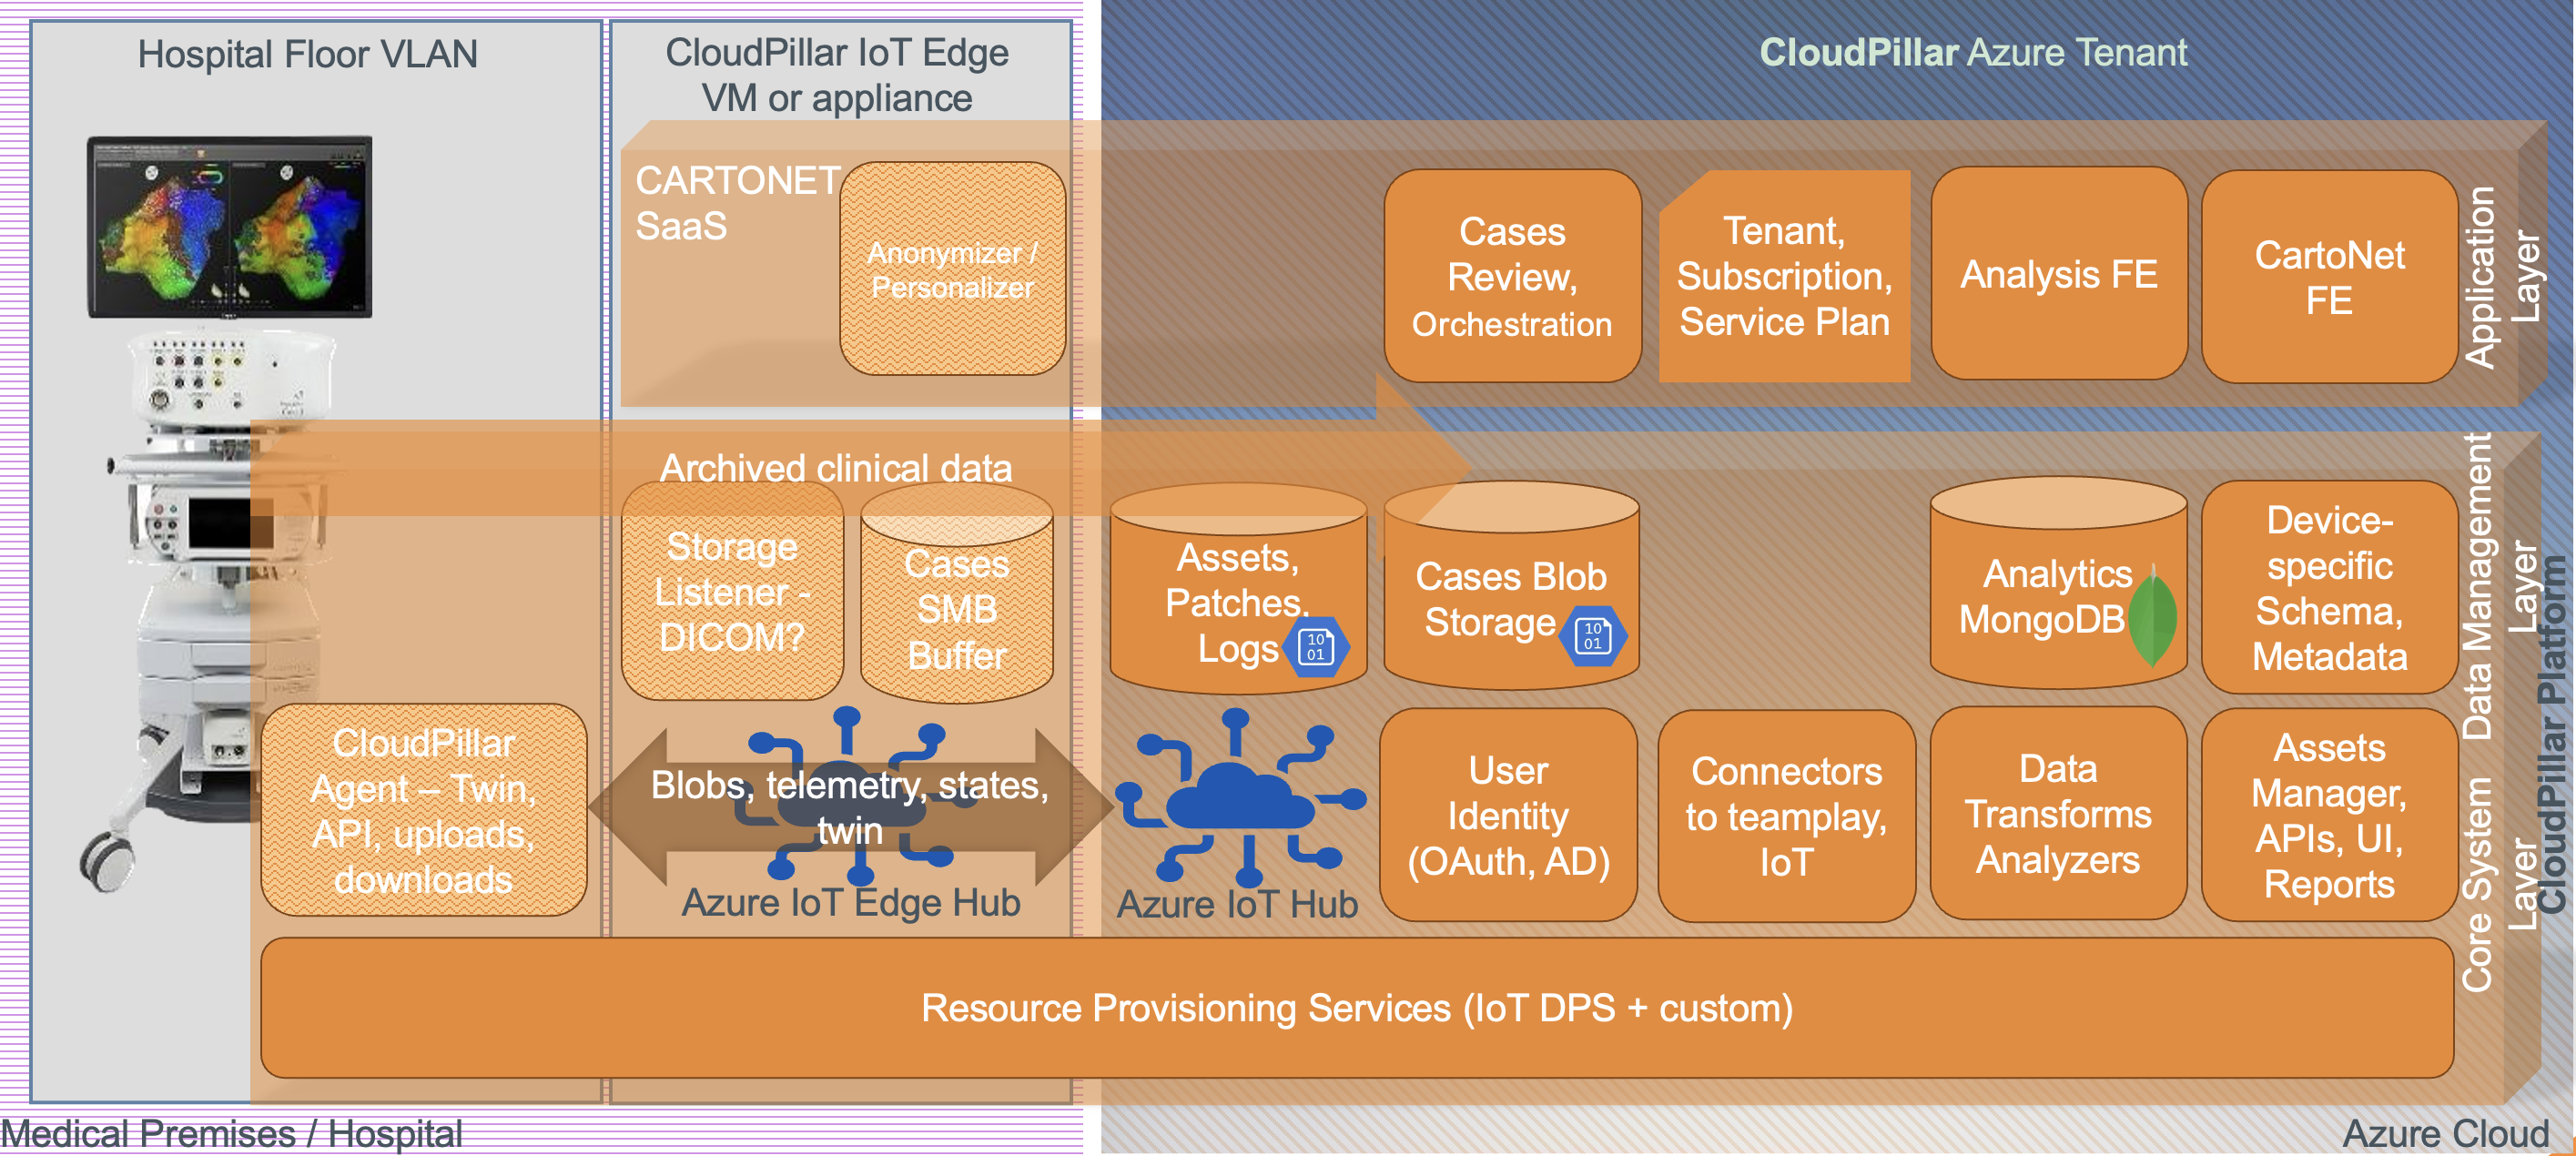 Hospital Floor VLAN
CloudPillar IoT Edge
VM or appliance
CloudPillar Azure Tenant
CARTONET
SaaS
Anonymizer /
Personalizer
Cases
Review,
Orchestration
Tenant,
Subscription,
Service Plan
Analysis FE
CartoNet
FE
Application
Layer
Archived clinical data
Storage
Listener -
DICOM?
Cases
SMB
Buffer
Assets,
Patches,
Logs
10
01
Cases Blob
Storage
10
01
Analytics
MongoDB
Device-
specific
Schema,
Metadata
Data Management
Layer
CloudPillar
Agent – Twin,
API, uploads,
downloads
Blobs, telemetry, states,
twin
Azure IoT Edge Hub
Azure IoT Hub
User
Identity
(OAuth, AD)
Connectors
to teamplay,
IoT
Data
Transforms
Analyzers
Assets
Manager,
APIs, UI,
Reports
Core System
Layer
CloudPillar Platform
Resource Provisioning Services (IoT DPS + custom)
Medical Premises / Hospital
Azure Cloud